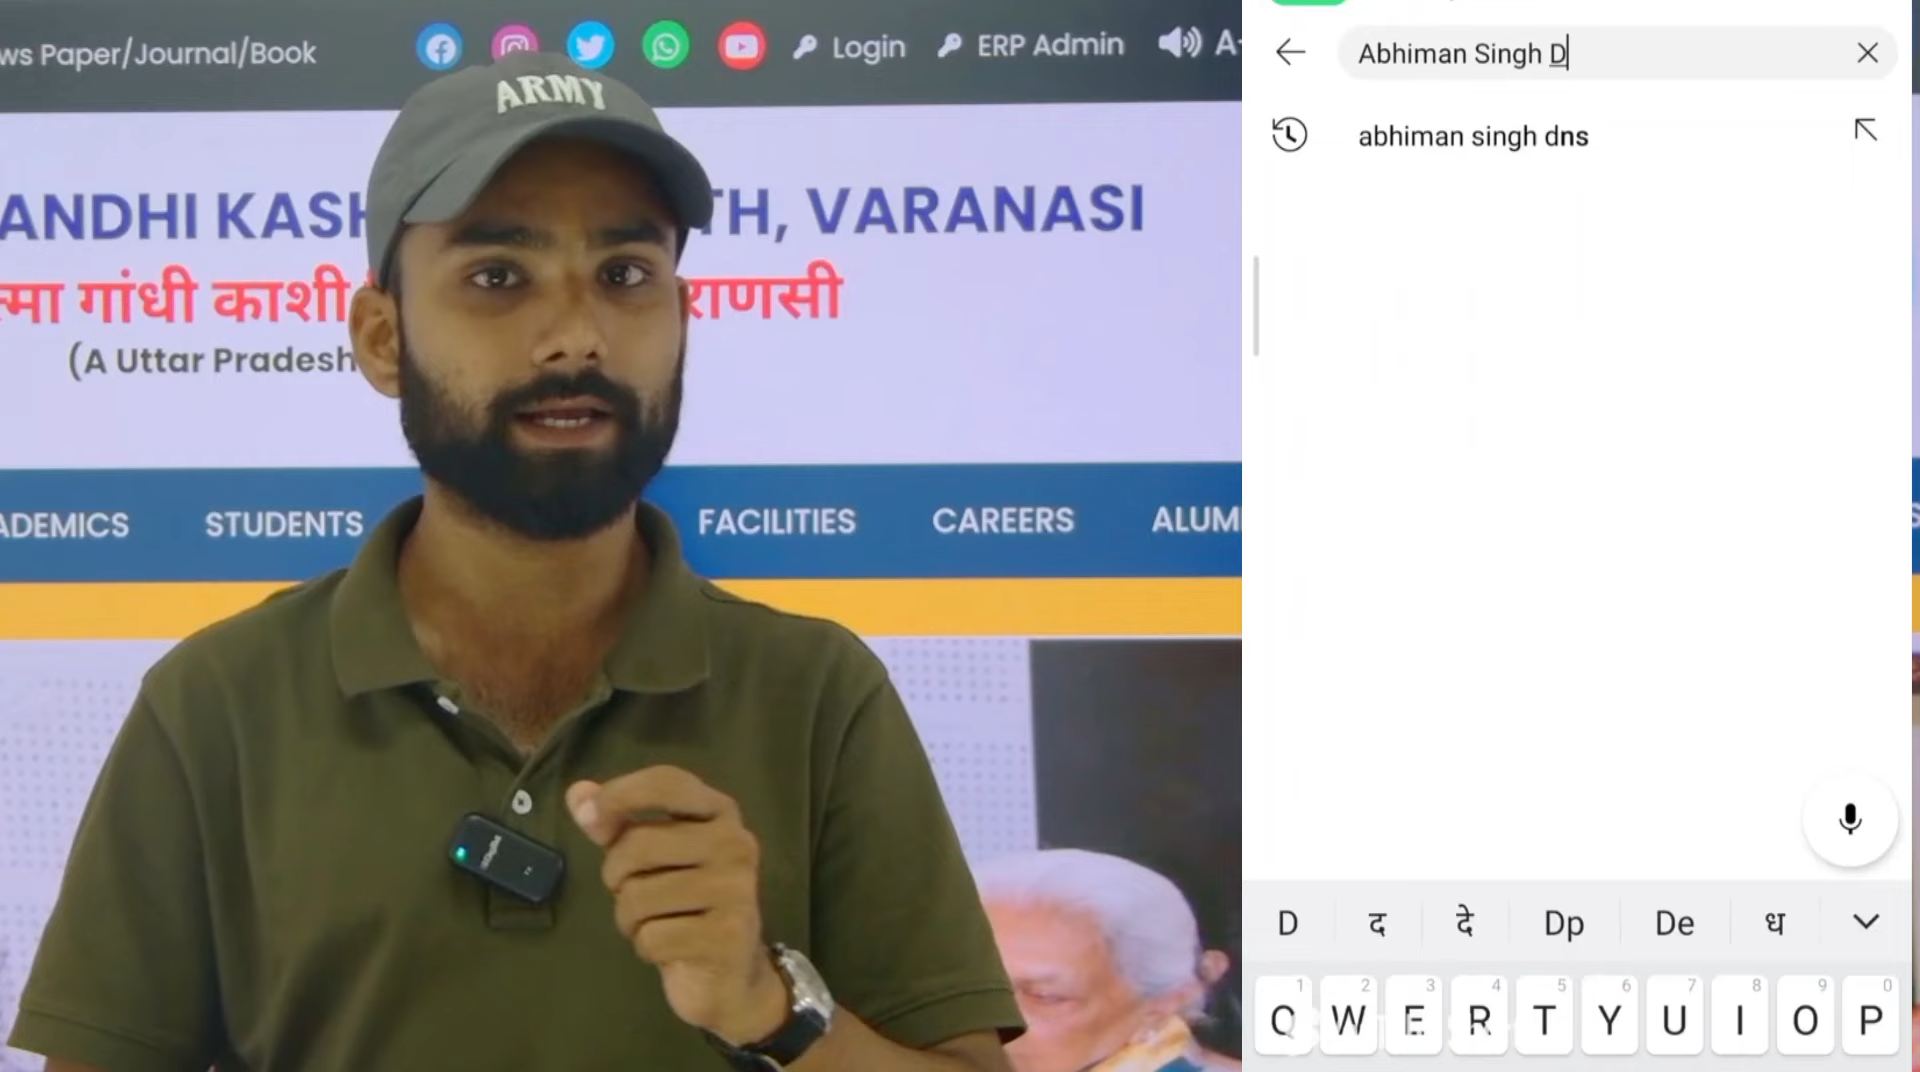 ws Paper/Journal/Book
Login
ERP Admin
ARMY
ANDHI KASH TH, VARANASI
गांधी काशी राणसी
(A Uttar Pradesh
ADEMICS STUDENTS FACILITIES CAREERS ALUM
Abhiman Singh D
abhiman singh dns
D द दे Dp De ध
1 2 3 4 5 6 7 8 9 0
Q W E R T Y U I O P